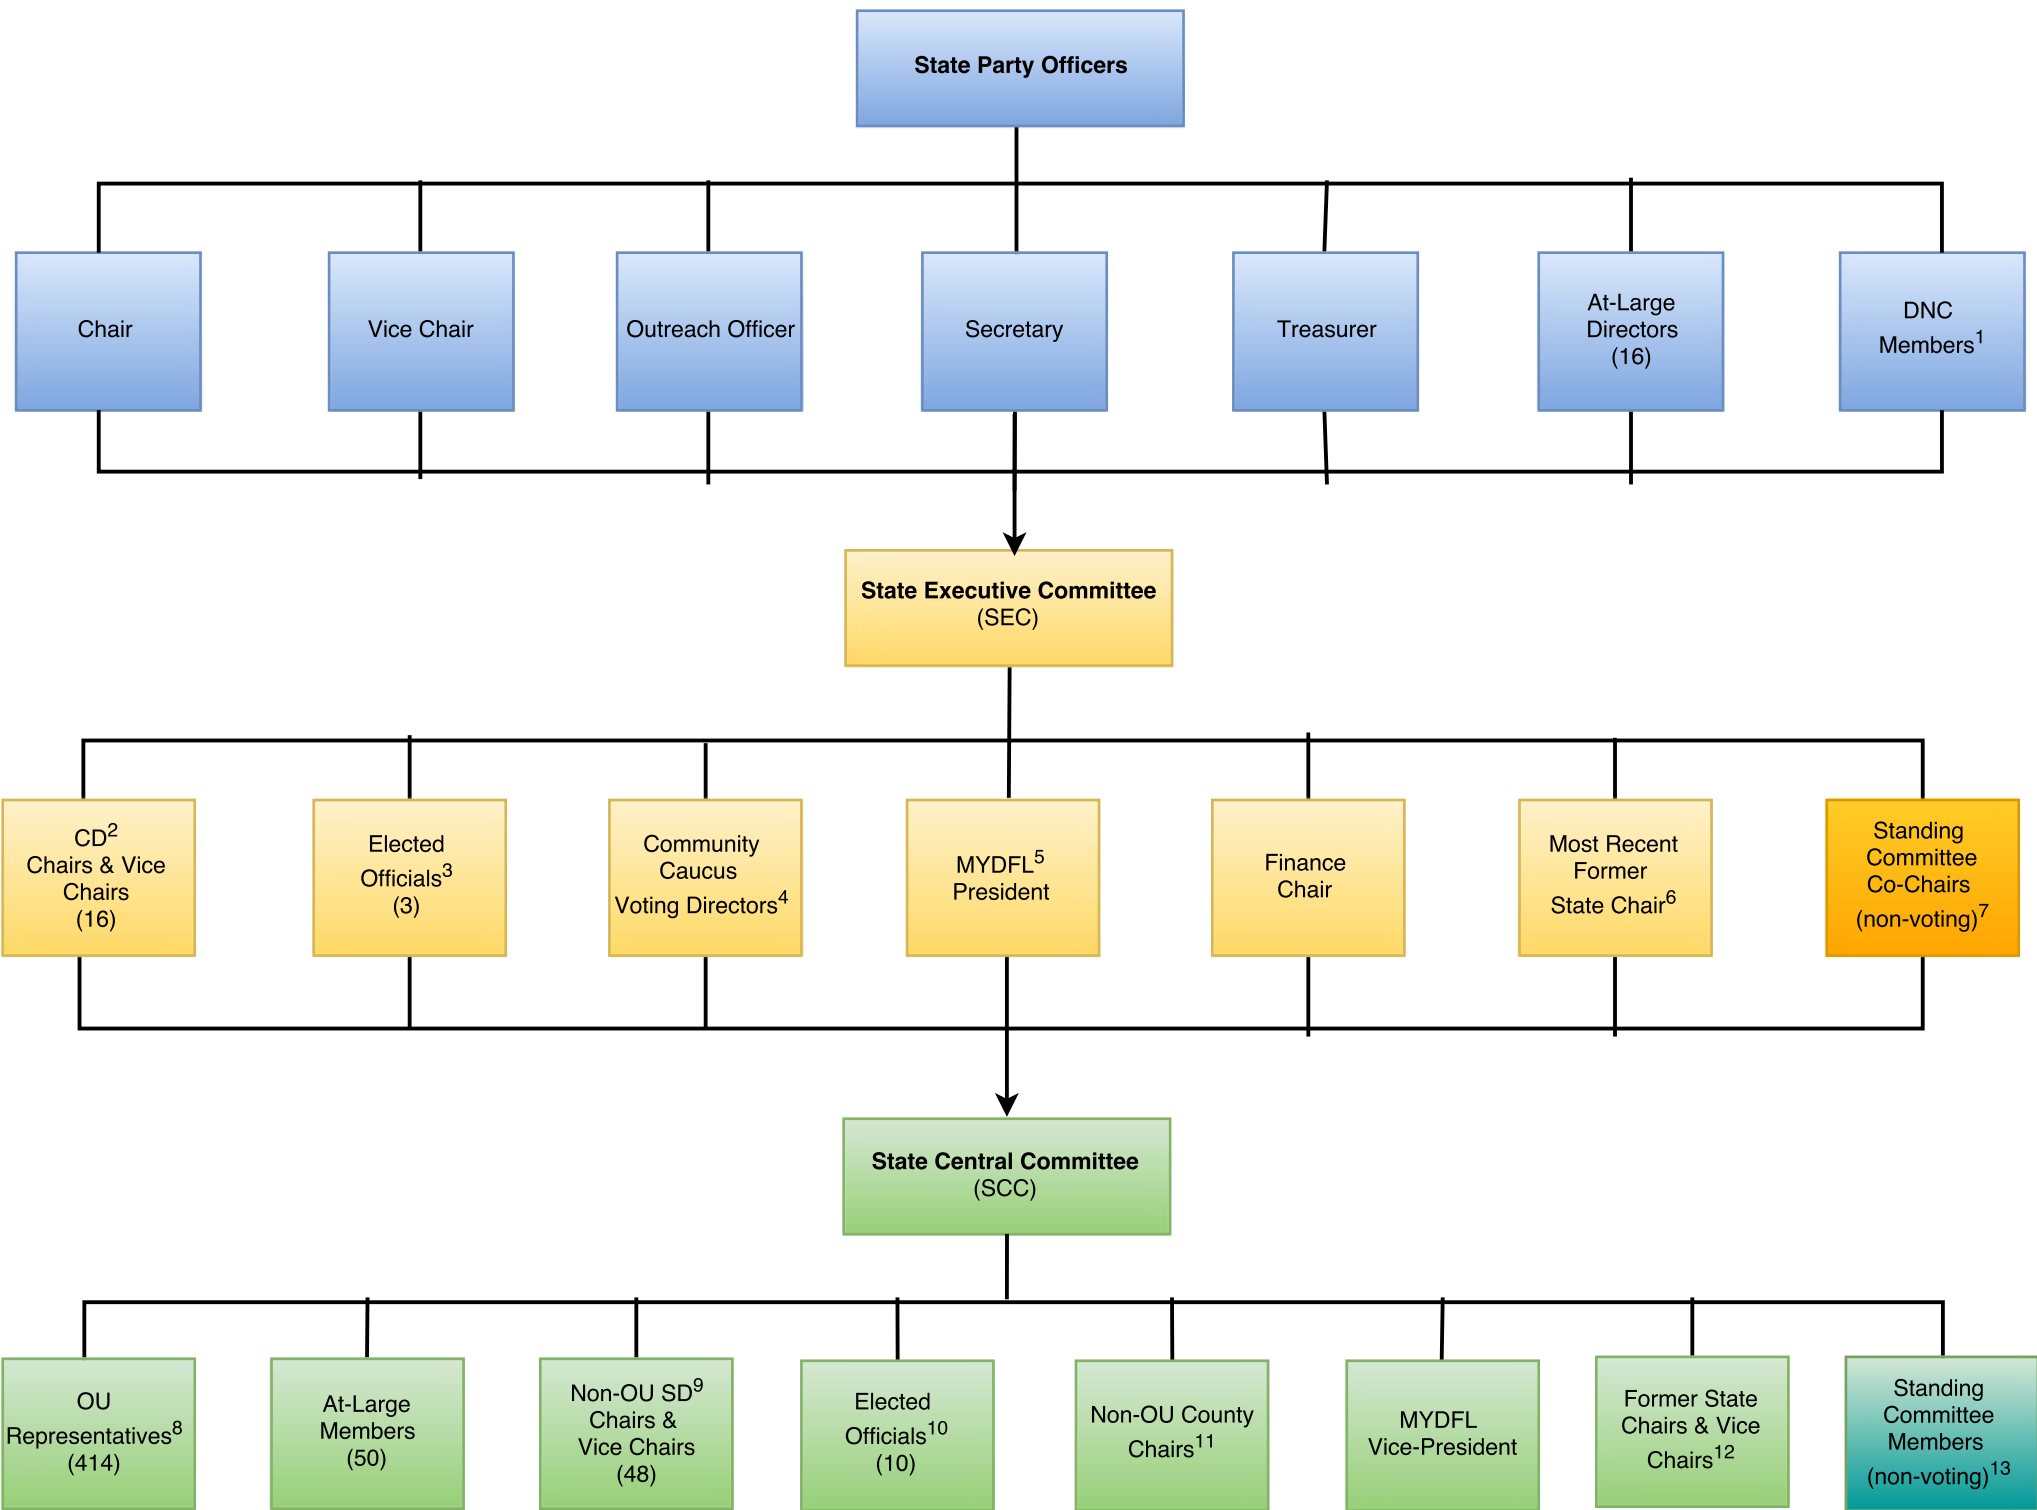 State Party Officers
Chair
Vice Chair
Outreach Officer
Secretary
Treasurer
At-Large
Directors
(16)
DNC
Members¹
State Executive Committee
(SEC)
CD²
Chairs & Vice
Chairs
(16)
Elected
Officials³
(3)
Community
Caucus
Voting Directors⁴
MYDFL⁵
President
Finance
Chair
Most Recent
Former
State Chair⁶
Standing
Committee
Co-Chairs
(non-voting)⁷
State Central Committee
(SCC)
OU
Representatives⁸
(414)
At-Large
Members
(50)
Non-OU SD⁹
Chairs &
Vice Chairs
(48)
Elected
Officials¹⁰
(10)
Non-OU County
Chairs¹¹
MYDFL
Vice-President
Former State
Chairs & Vice
Chairs¹²
Standing
Committee
Members
(non-voting)¹³